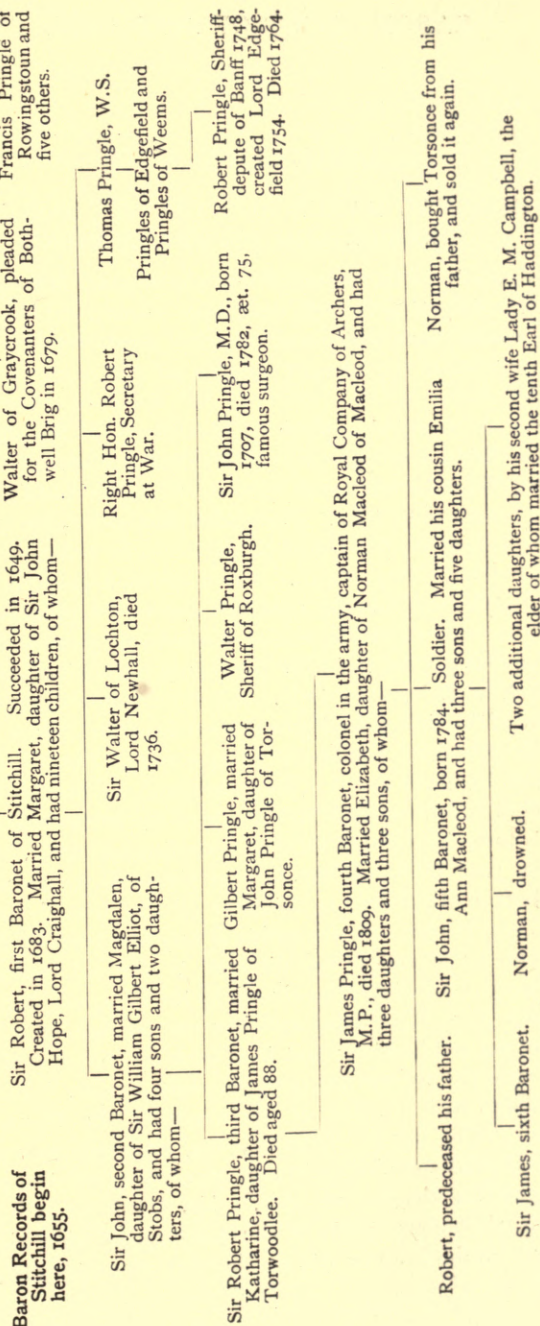 Baron Records of
Stitchill begin
here, 1655.
Sir Robert, first Baronet of Stitchill. Succeeded in 1649.
Created in 1683. Married Margaret, daughter of Sir John
Hope, Lord Craighall, and had nineteen children, of whom—
Walter of Graycrook, pleaded
for the Covenanters of Both-
well Brig in 1679.
Francis Pringle of
Rowingstoun and
five others.
Sir John, second Baronet, married Magdalen,
daughter of Sir William Gilbert Elliot, of
Stobs, and had four sons and two daugh-
ters, of whom—
Sir Walter of Lochton,
Lord Newhall, died
1736.
Right Hon. Robert
Pringle, Secretary
at War.
Thomas Pringle, W.S.
Pringles of Edgefield and
Pringles of Weems.
Sir Robert Pringle, third Baronet, married
Katharine, daughter of James Pringle of
Torwoodlee. Died aged 88.
Gilbert Pringle, married
Margaret, daughter of
John Pringle of Tor-
sonce.
Walter Pringle,
Sheriff of Roxburgh.
Sir John Pringle, M.D., born
1707, died 1782, æt. 75,
famous surgeon.
Robert Pringle, Sheriff-
depute of Banff 1748,
created Lord Edge-
field 1754. Died 1764.
Sir James Pringle, fourth Baronet, colonel in the army, captain of Royal Company of Archers,
M.P., died 1809. Married Elizabeth, daughter of Norman Macleod of Macleod, and had
three daughters and three sons, of whom—
Robert, predeceased his father.
Sir John, fifth Baronet, born 1784. Soldier. Married his cousin Emilia
Ann Macleod, and had three sons and five daughters.
Norman, bought Torsonce from his
father, and sold it again.
Sir James, sixth Baronet.
Norman, drowned.
Two additional daughters, by his second wife Lady E. M. Campbell, the
elder of whom married the tenth Earl of Haddington.